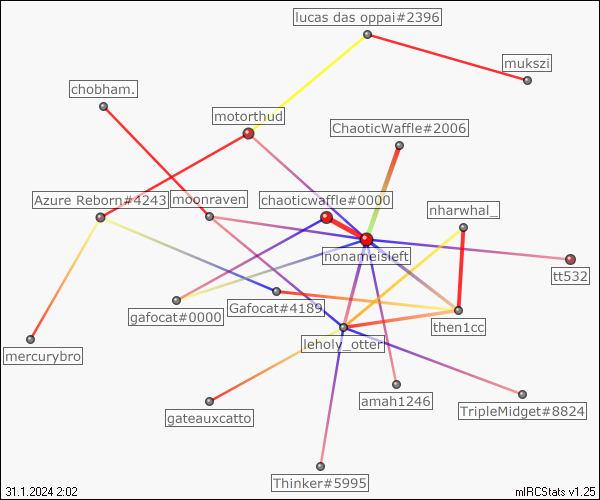 lucas das oppai#2396
mukszi
chobham.
motorthud
ChaoticWaffle#2006
Azure Reborn#4243
moonraven
chaoticwaffle#0000
nharwhal_
nonameisleft
tt532
gafocat#0000
Gafocat#4189
then1cc
leholy_otter
mercurybro
amah1246
gateauxcatto
TripleMidget#8824
Thinker#5995
31.1.2024 2:02
mIRCStats v1.25